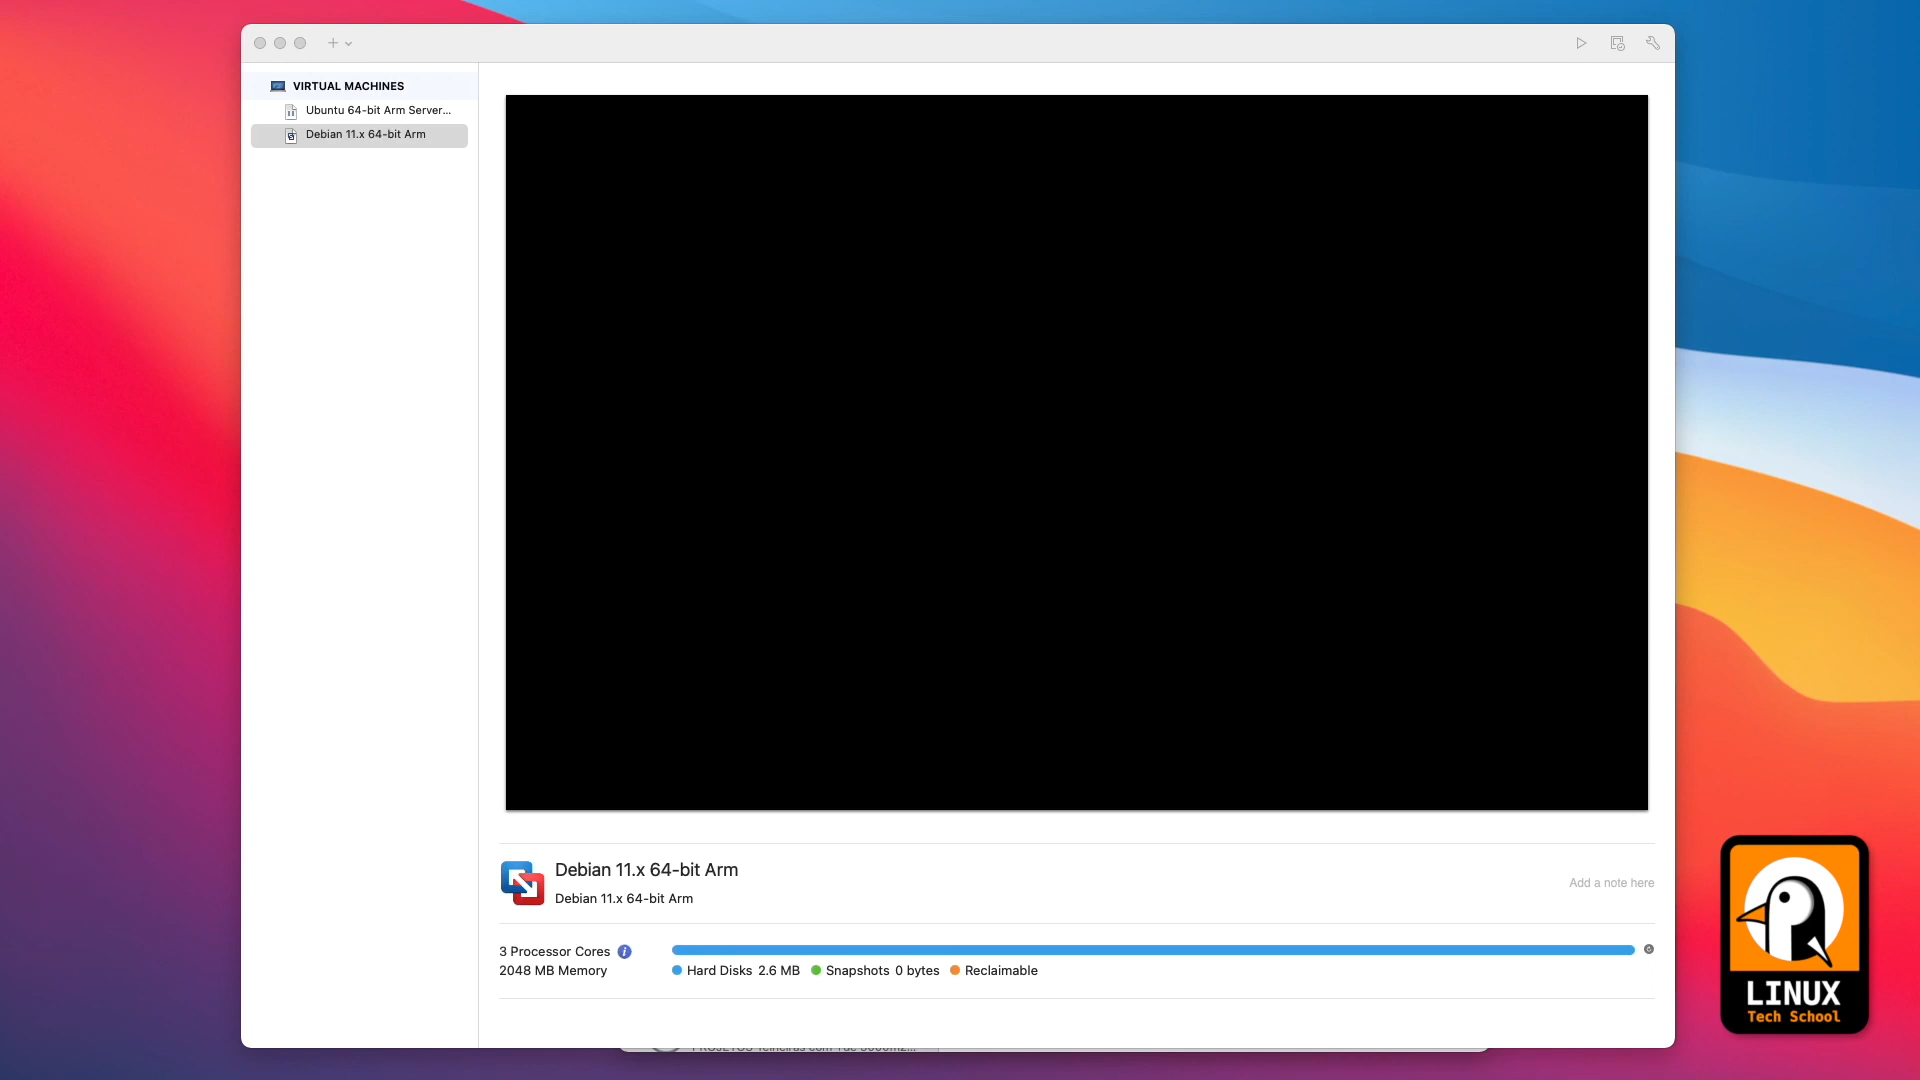 VIRTUAL MACHINES
Ubuntu 64-bit Arm Server...
Debian 11.x 64-bit Arm
Debian 11.x 64-bit Arm
Debian 11.x 64-bit Arm
Add a note here
3 Processor Cores
2048 MB Memory
Hard Disks 2.6 MB Snapshots 0 bytes Reclaimable
LINUX
Tech School